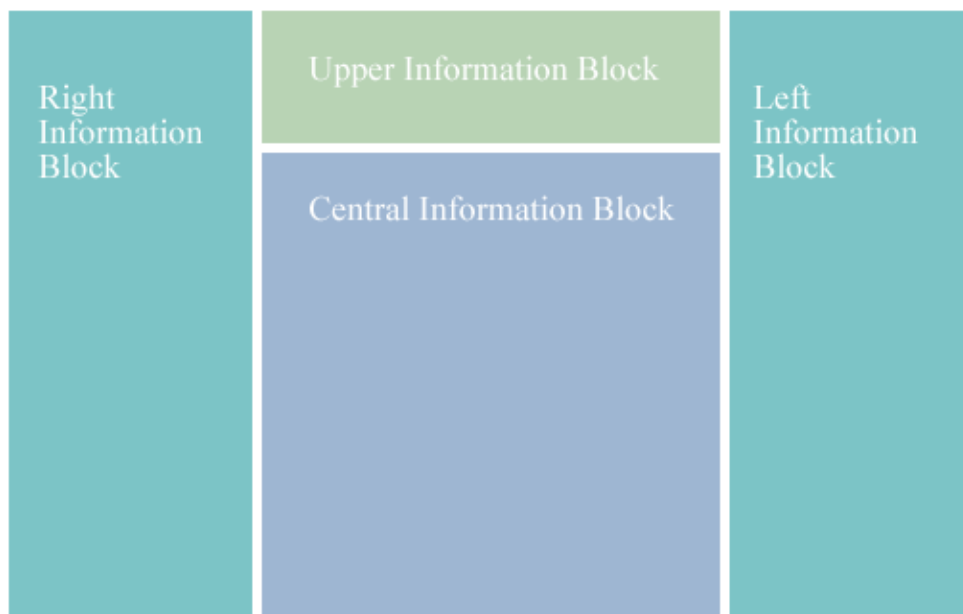 Right
Information
Block
Upper Information Block
Central Information Block
Left
Information
Block